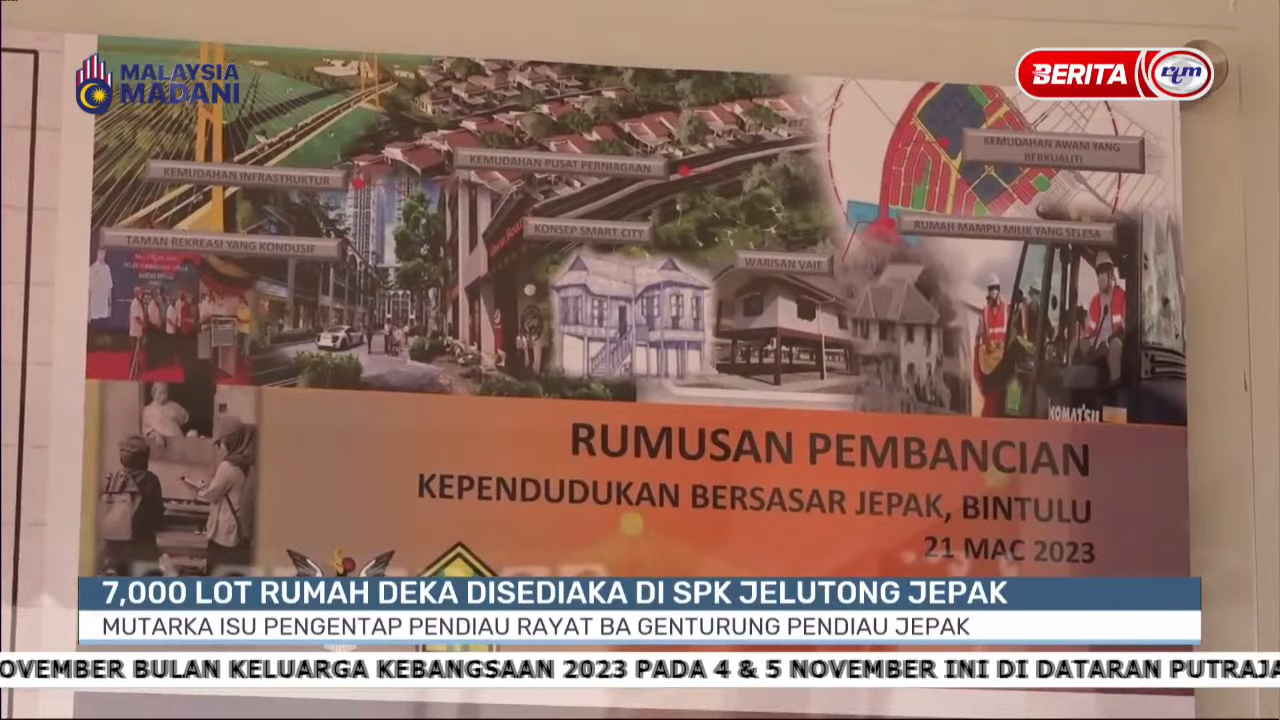 MALAYSIA
MADANI
BERITA rtm
KEMUDAHAN INFRASTRUKTUR
KEMUDAHAN PUSAT PERNIAGAAN
KEMUDAHAN AWAM YANG
BERKUALITI
TAMAN REKREASI YANG KONDUSIF
KONSEP SMART CITY
WARISAN VAIE
RUMAH MAMPU MILIK YANG SELESA
KOMATSU
RUMUSAN PEMBANCIAN
KEPENDUDUKAN BERSASAR JEPAK, BINTULU
21 MAC 2023
7,000 LOT RUMAH DEKA DISEDIAKA DI SPK JELUTONG JEPAK
MUTARKA ISU PENGENTAP PENDIAU RAYAT BA GENTURUNG PENDIAU JEPAK
OVEMBER BULAN KELUARGA KEBANGSAAN 2023 PADA 4 & 5 NOVEMBER INI DI DATARAN PUTRAJA